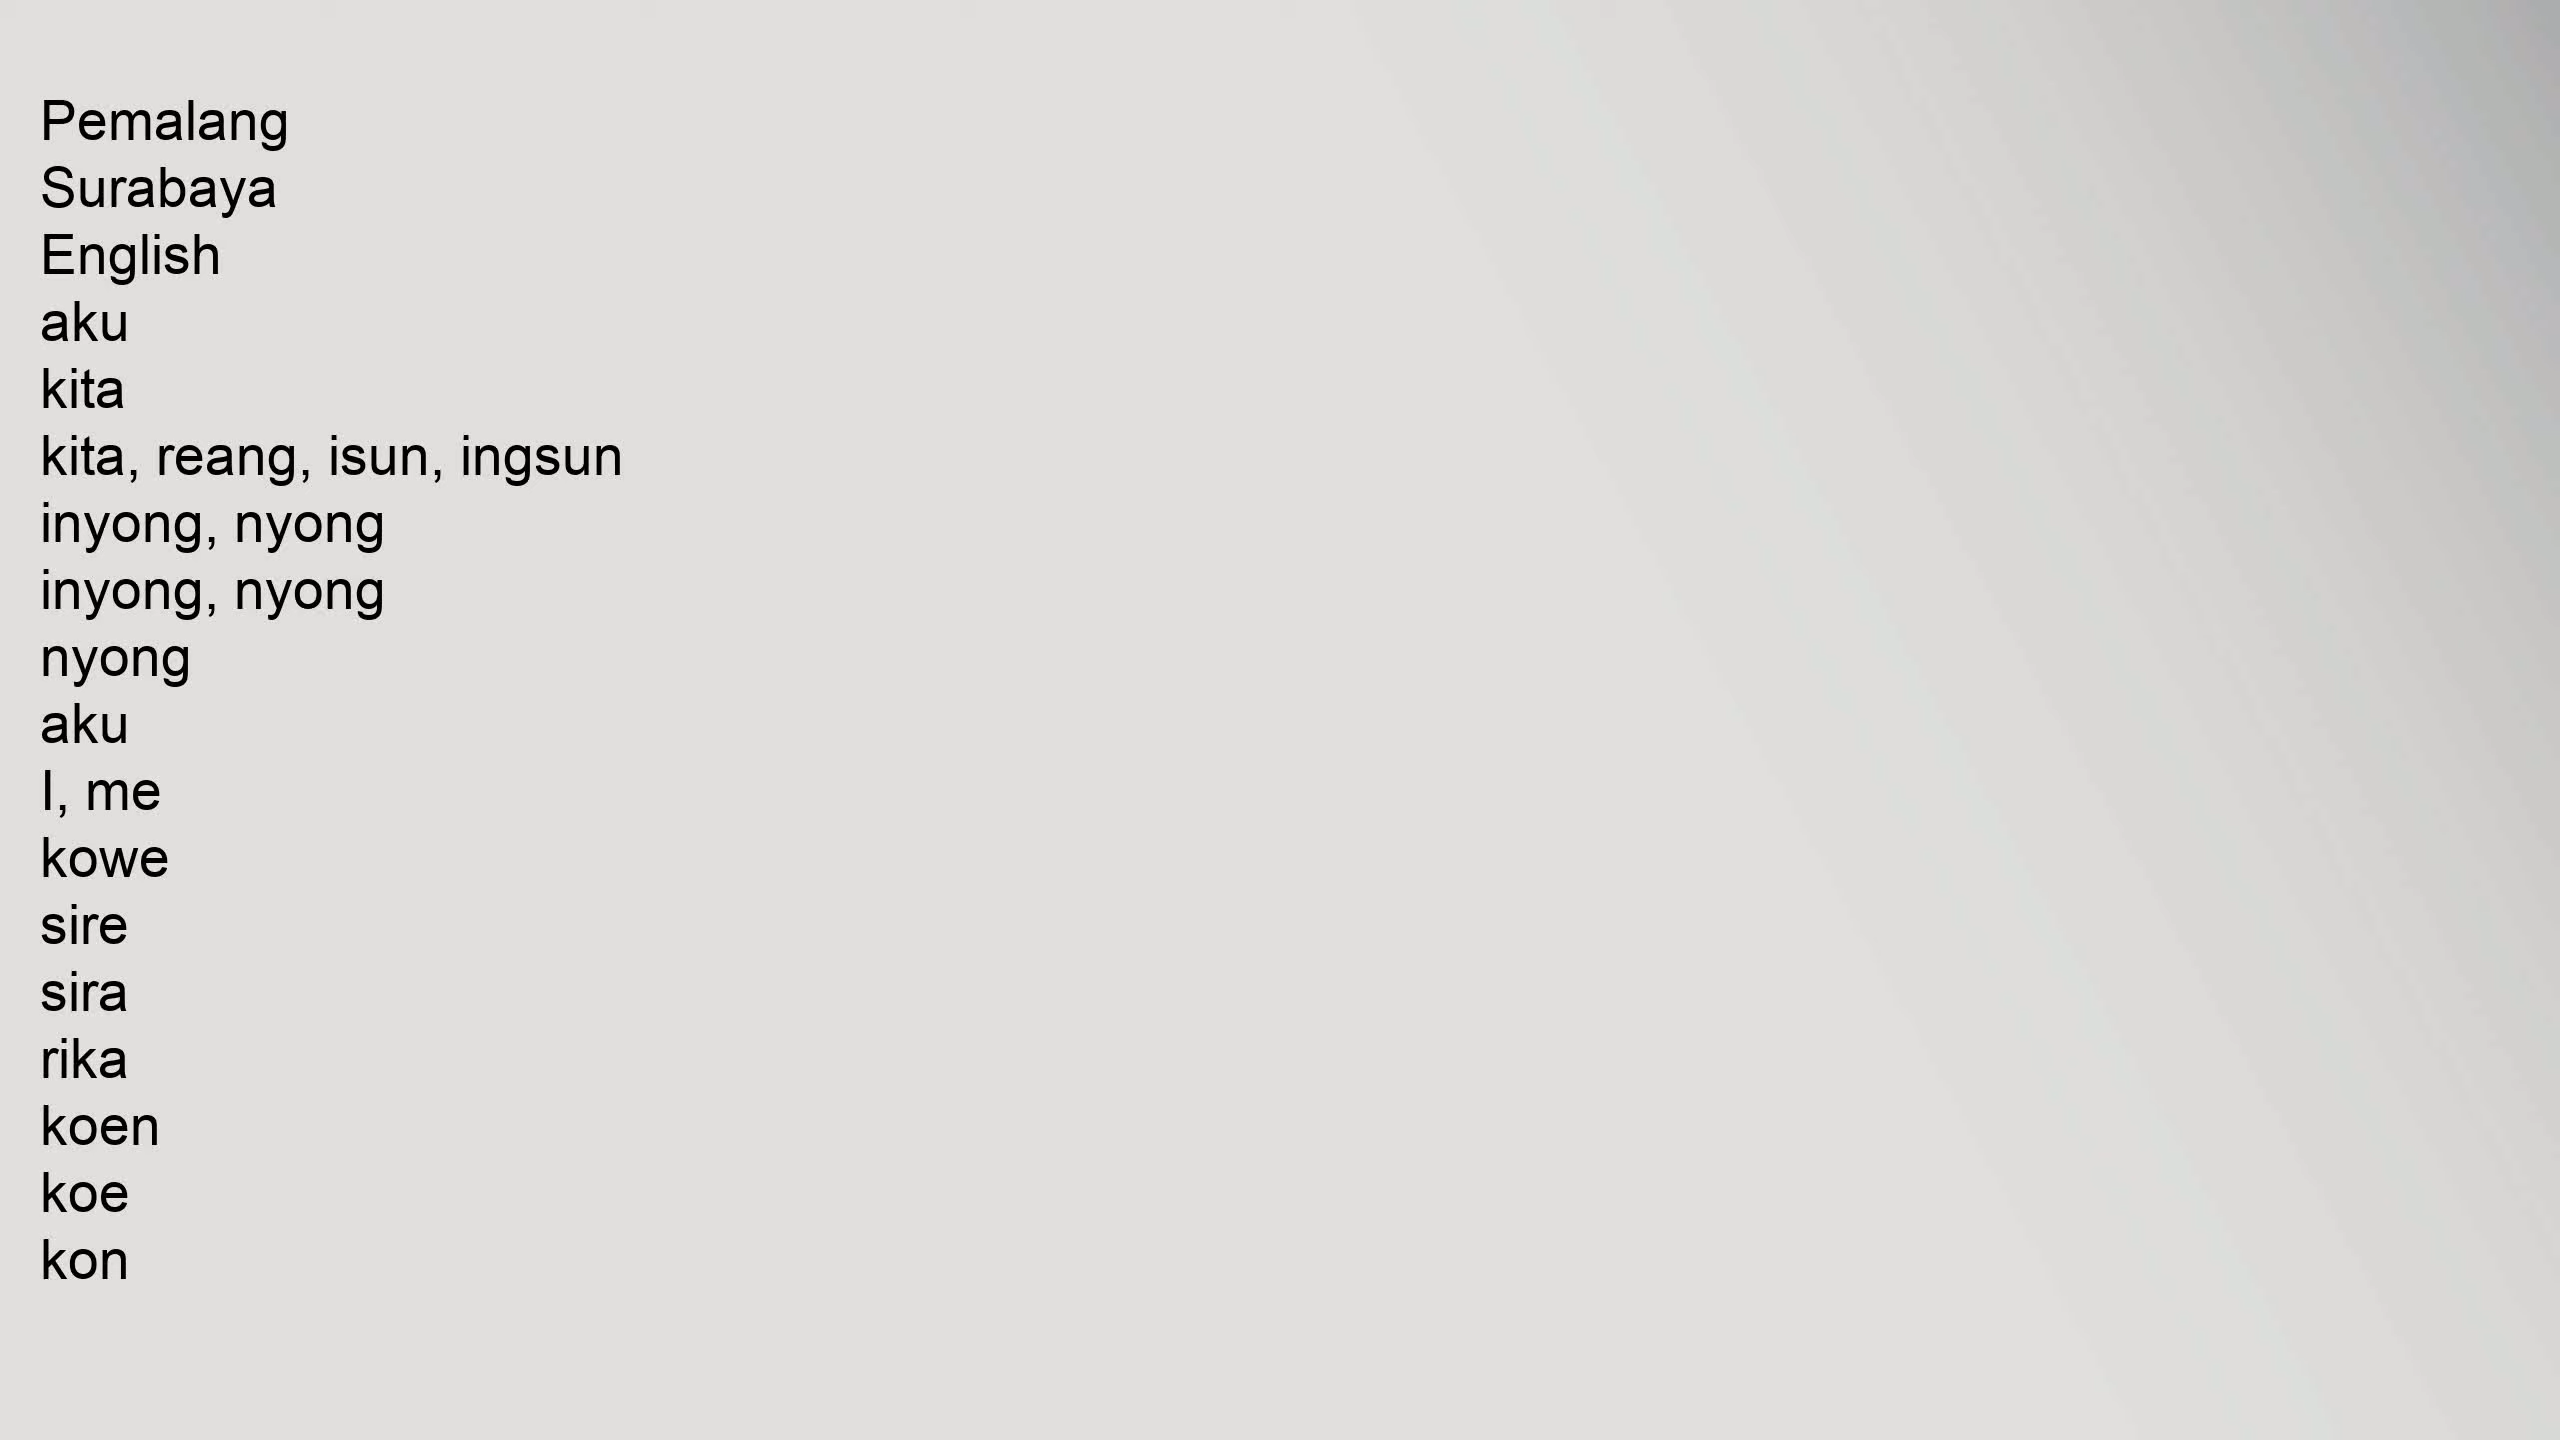 Pemalang
Surabaya
English
aku
kita
kita, reang, isun, ingsun
inyong, nyong
inyong, nyong
nyong
aku
I, me
kowe
sire
sira
rika
koen
koe
kon